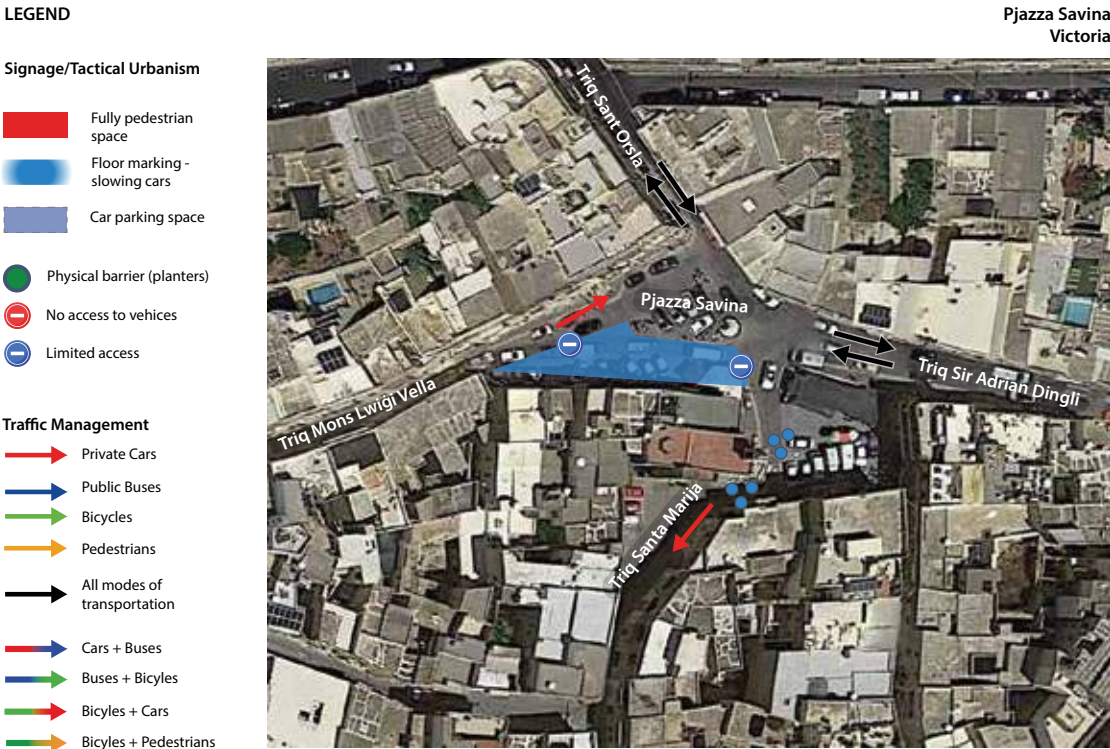 LEGEND
Pjazza Savina
Victoria
Signage/Tactical Urbanism
Fully pedestrian
space
Floor marking -
slowing cars
Car parking space
Physical barrier (planters)
No access to vehices
Limited access
Traffic Management
Private Cars
Public Buses
Bicycles
Pedestrians
All modes of
transportation
Cars + Buses
Buses + Bicyles
Bicyles + Cars
Bicyles + Pedestrians
Triq Sant Orsla
Pjazza Savina
Triq Sir Adrian Dingli
Triq Mons Lwiġi Vella
Triq Santa Marija